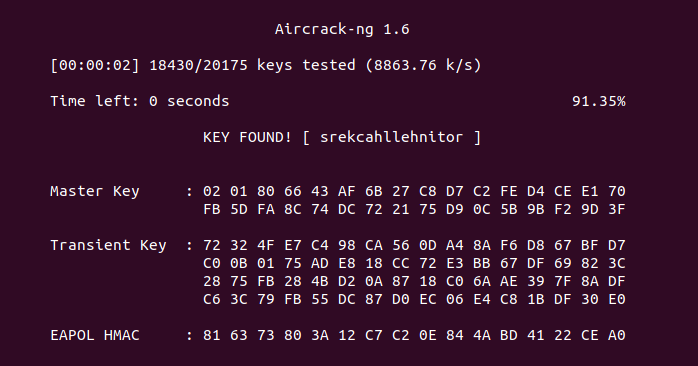 Aircrack-ng 1.6
[00:00:02] 18430/20175 keys tested (8863.76 k/s)
Time left: 0 seconds 91.35%
KEY FOUND! [ srekcahllehnitor ]
Master Key : 02 01 80 66 43 AF 6B 27 C8 D7 C2 FE D4 CE E1 70
FB 5D FA 8C 74 DC 72 21 75 D9 0C 5B 9B F2 9D 3F
Transient Key : 72 32 4F E7 C4 98 CA 56 0D A4 8A F6 D8 67 BF D7
C0 0B 01 75 AD E8 18 CC 72 E3 BB 67 DF 69 82 3C
28 75 FB 28 4B D2 0A 87 18 C0 6A AE 39 7F 8A DF
C6 3C 79 FB 55 DC 87 D0 EC 06 E4 C8 1B DF 30 E0
EAPOL HMAC : 81 63 73 80 3A 12 C7 C2 0E 84 4A BD 41 22 CE A0